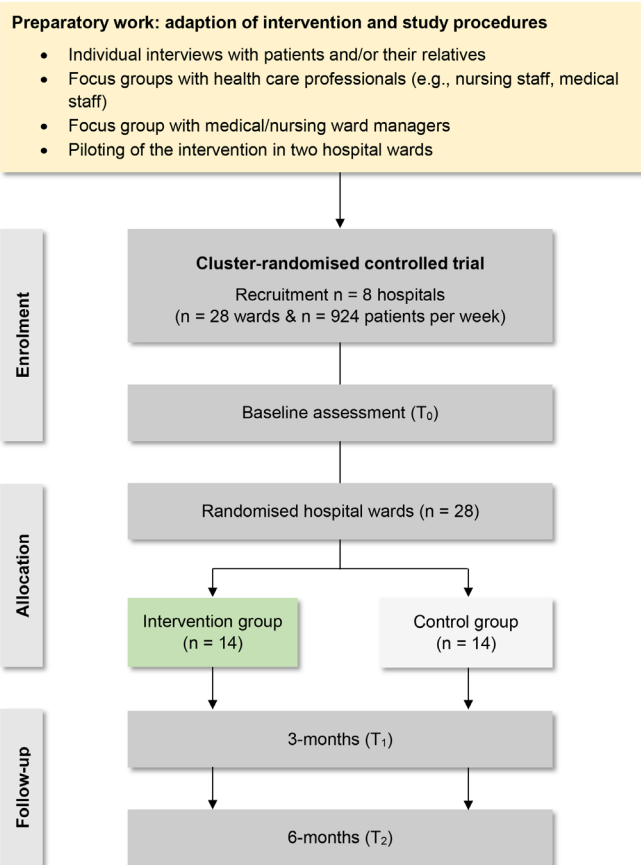 Preparatory work: adaption of intervention and study procedures
• Individual interviews with patients and/or their relatives
• Focus groups with health care professionals (e.g., nursing staff, medical
staff)
• Focus group with medical/nursing ward managers
• Piloting of the intervention in two hospital wards
Enrolment
Cluster-randomised controlled trial
Recruitment n = 8 hospitals
(n = 28 wards & n = 924 patients per week)
Baseline assessment (T₀)
Allocation
Randomised hospital wards (n = 28)
Intervention group
(n = 14)
Control group
(n = 14)
Follow-up
3-months (T₁)
6-months (T₂)